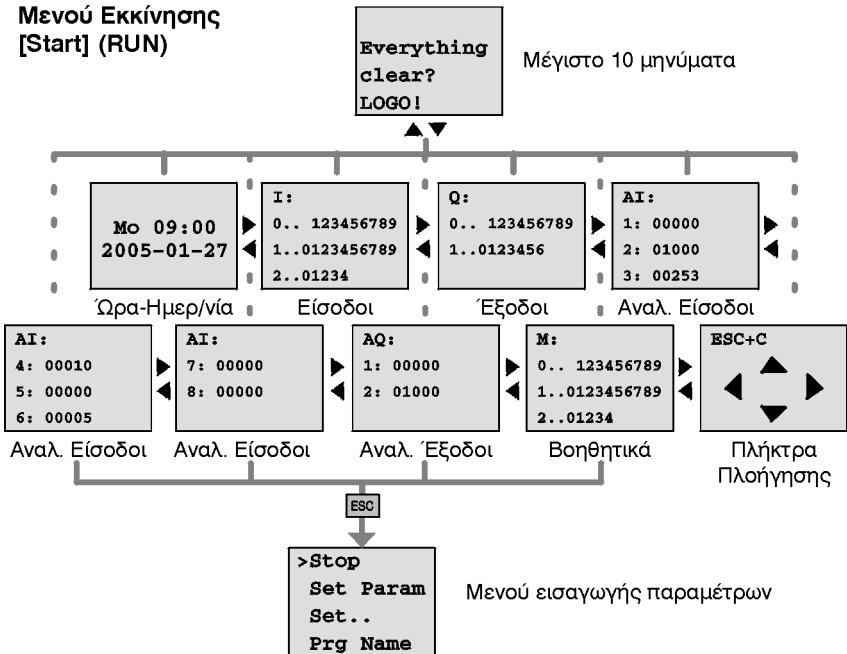 Μενού Εκκίνησης
[Start] (RUN)
Everything
clear?
LOGO!
Μέγιστο 10 μηνύματα
Mo 09:00
2005-01-27
Ώρα-Ημερ/νία
I:
0.. 123456789
1..0123456789
2..01234
Είσοδοι
Q:
0.. 123456789
1..0123456
Έξοδοι
AI:
1: 00000
2: 01000
3: 00253
Αναλ. Είσοδοι
AI:
4: 00010
5: 00000
6: 00005
Αναλ. Είσοδοι
AI:
7: 00000
8: 00000
Αναλ. Είσοδοι
AQ:
1: 00000
2: 01000
Αναλ. Έξοδοι
M:
0.. 123456789
1..0123456789
2..01234
Βοηθητικά
ESC+C
Πλήκτρα
Πλοήγησης
ESC
>Stop
Set Param
Set..
Prg Name
Μενού εισαγωγής παραμέτρων